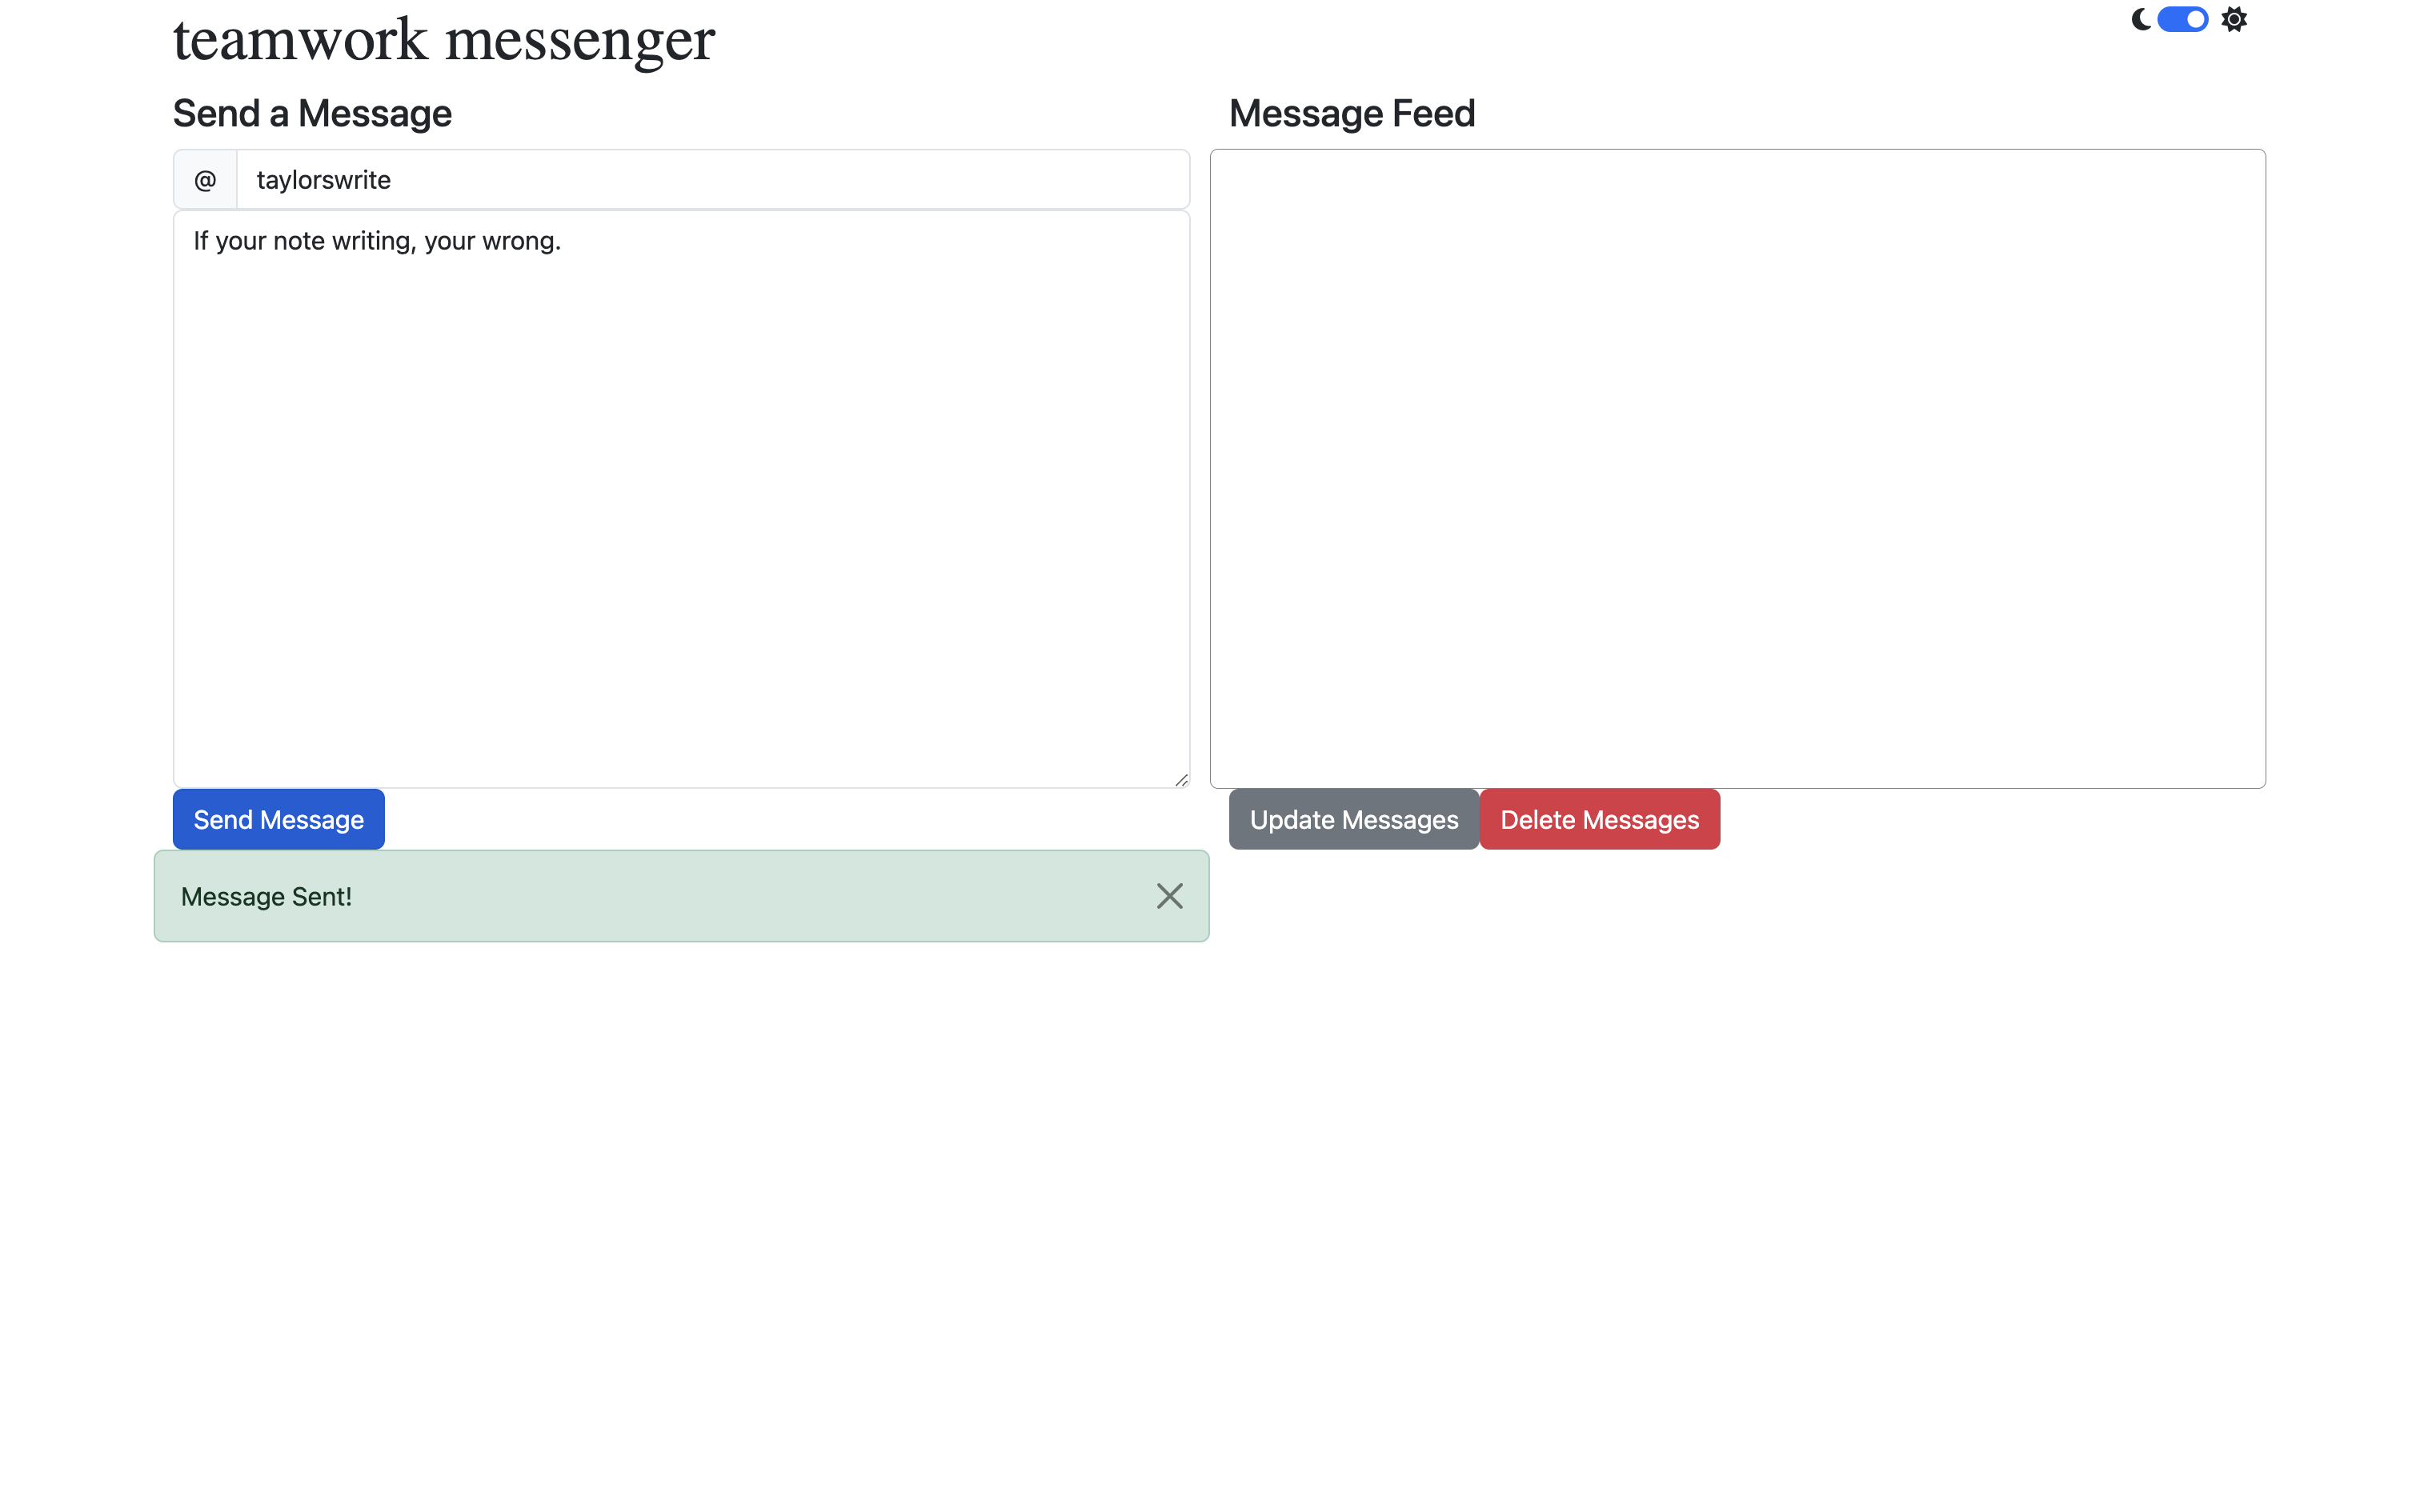 teamwork messenger
Send a Message
@ taylorswrite
If your note writing, your wrong.
Send Message
Message Sent!
Message Feed
Update Messages Delete Messages